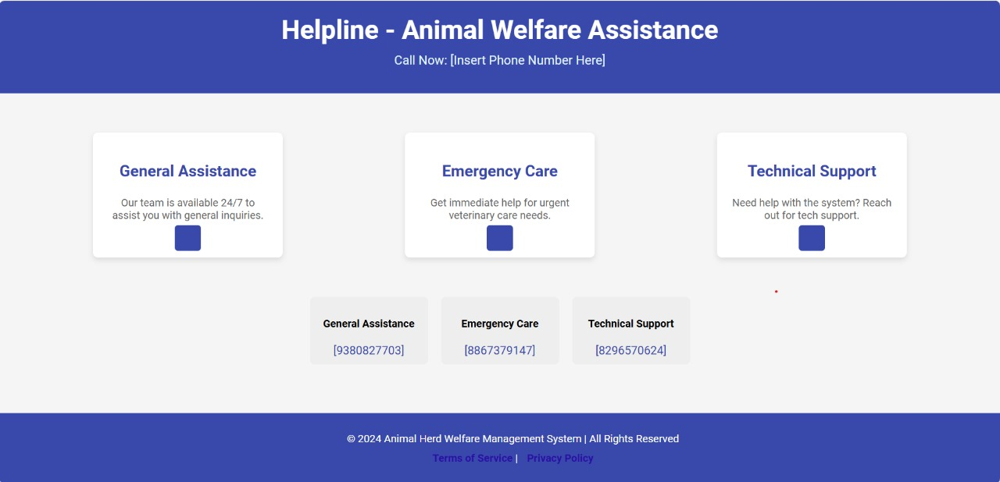 Helpline - Animal Welfare Assistance
Call Now: [Insert Phone Number Here]
General Assistance
Our team is available 24/7 to
assist you with general inquiries.
Emergency Care
Get immediate help for urgent
veterinary care needs.
Technical Support
Need help with the system? Reach
out for tech support.
General Assistance
[9380827703]
Emergency Care
[8867379147]
Technical Support
[8296570624]
© 2024 Animal Herd Welfare Management System | All Rights Reserved
Terms of Service | Privacy Policy